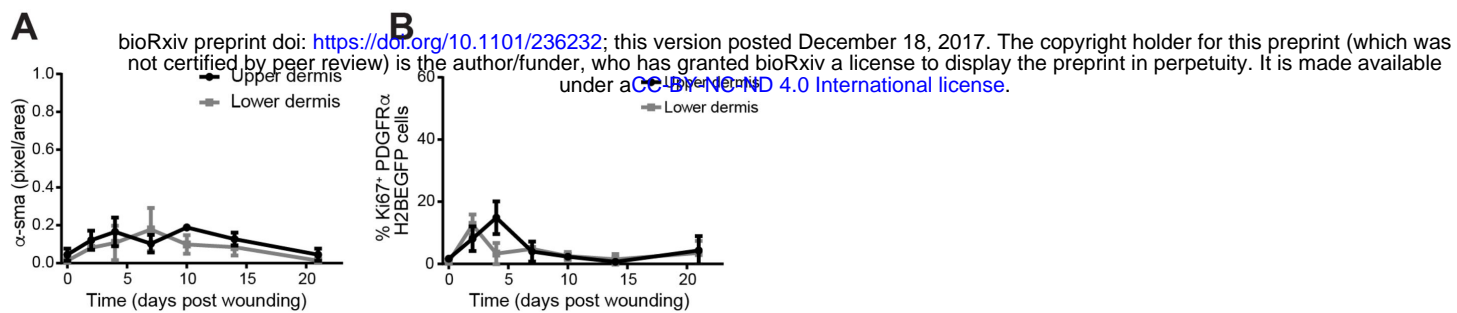 A
B
bioRxiv preprint doi: https://doi.org/10.1101/236232; this version posted December 18, 2017. The copyright holder for this preprint (which was
not certified by peer review) is the author/funder, who has granted bioRxiv a license to display the preprint in perpetuity. It is made available
under aCC-BY-NC-ND 4.0 International license.
α-sma (pixel/area)
1.0
0.8
0.6
0.4
0.2
0.0
Upper dermis
Lower dermis
0 5 10 15 20
Time (days post wounding)
% Ki67⁺ PDGFRα
H2BEGFP cells
60
40
20
0
Upper dermis
Lower dermis
0 5 10 15 20
Time (days post wounding)